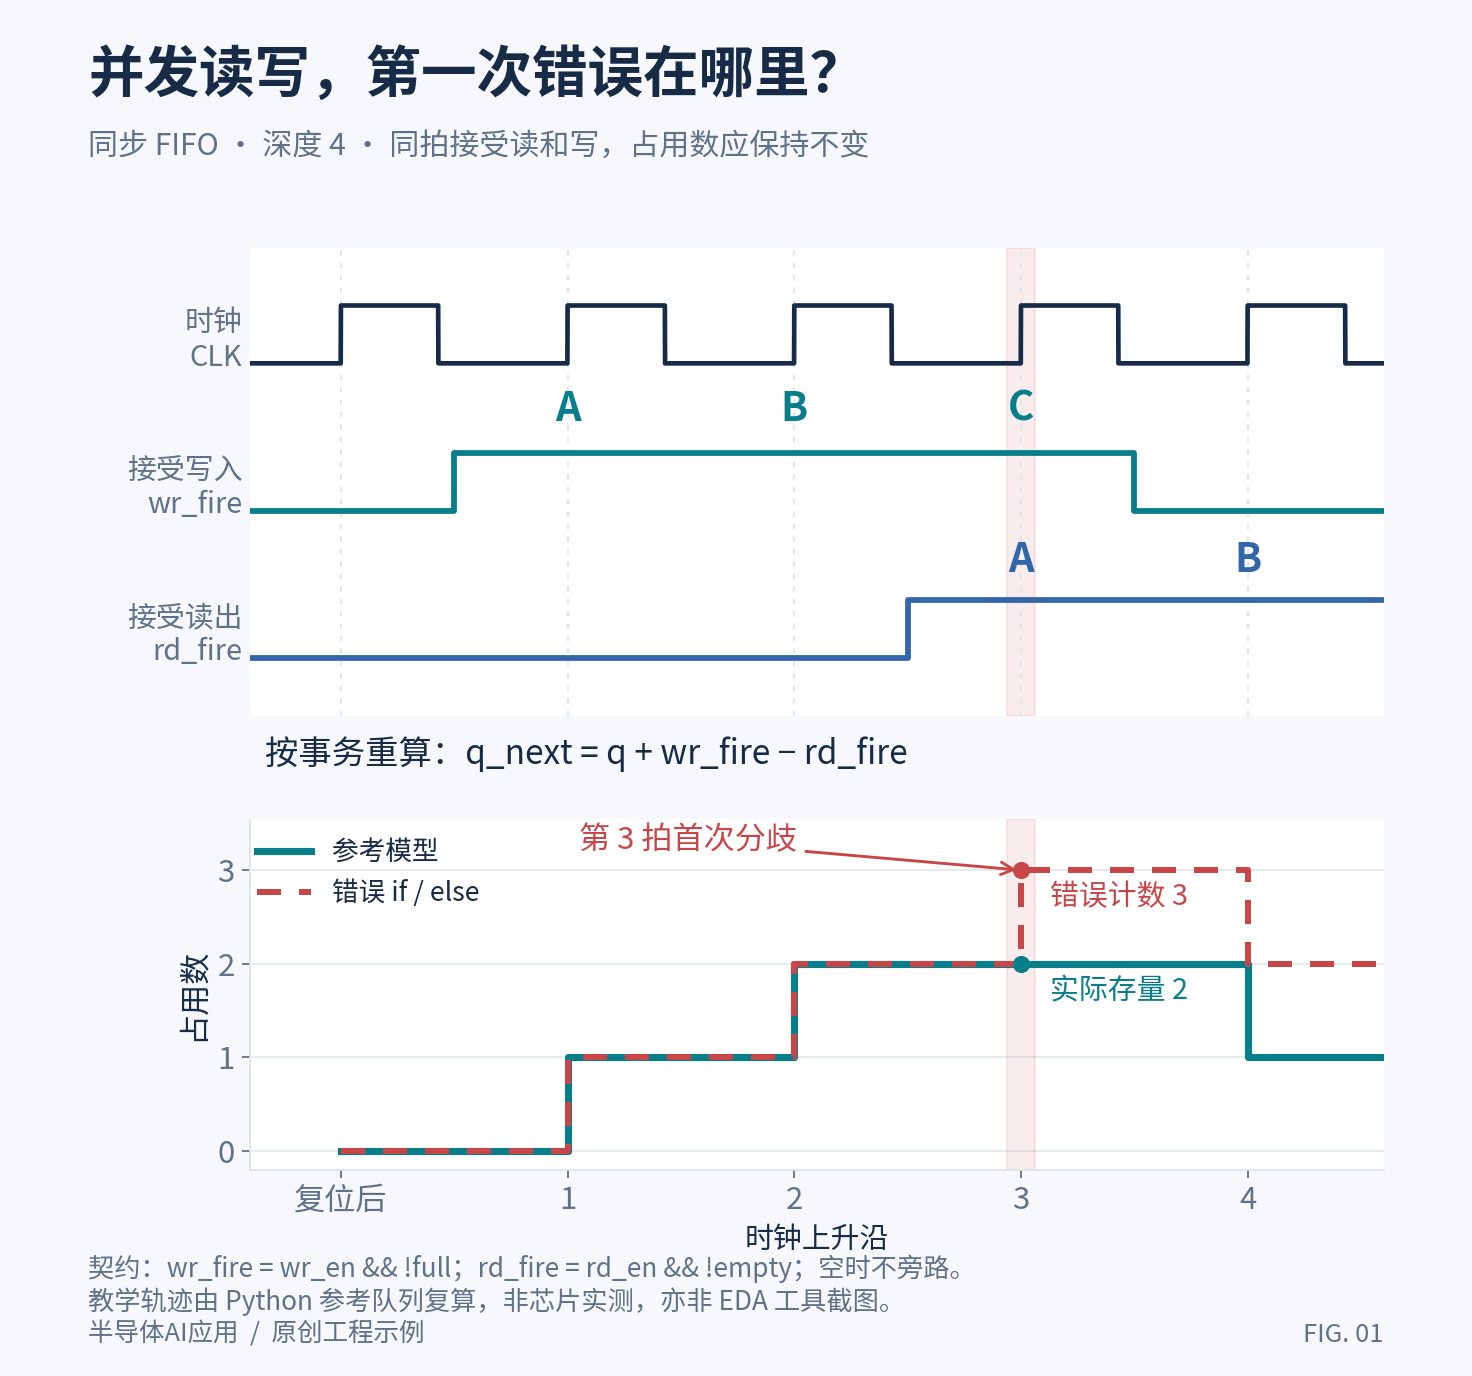 并发读写，第一次错误在哪里？
同步 FIFO · 深度 4 · 同拍接受读和写，占用数应保持不变
时钟
CLK
A B C
接受写入
wr_fire
A B
接受读出
rd_fire
按事务重算：q_next = q + wr_fire − rd_fire
参考模型
错误 if / else
第 3 拍首次分歧
错误计数 3
实际存量 2
占用数
3
2
1
0
复位后 1 2 3 4
时钟上升沿
契约：wr_fire = wr_en && !full；rd_fire = rd_en && !empty；空时不旁路。
教学轨迹由 Python 参考队列复算，非芯片实测，亦非 EDA 工具截图。
半导体AI应用 / 原创工程示例
FIG. 01